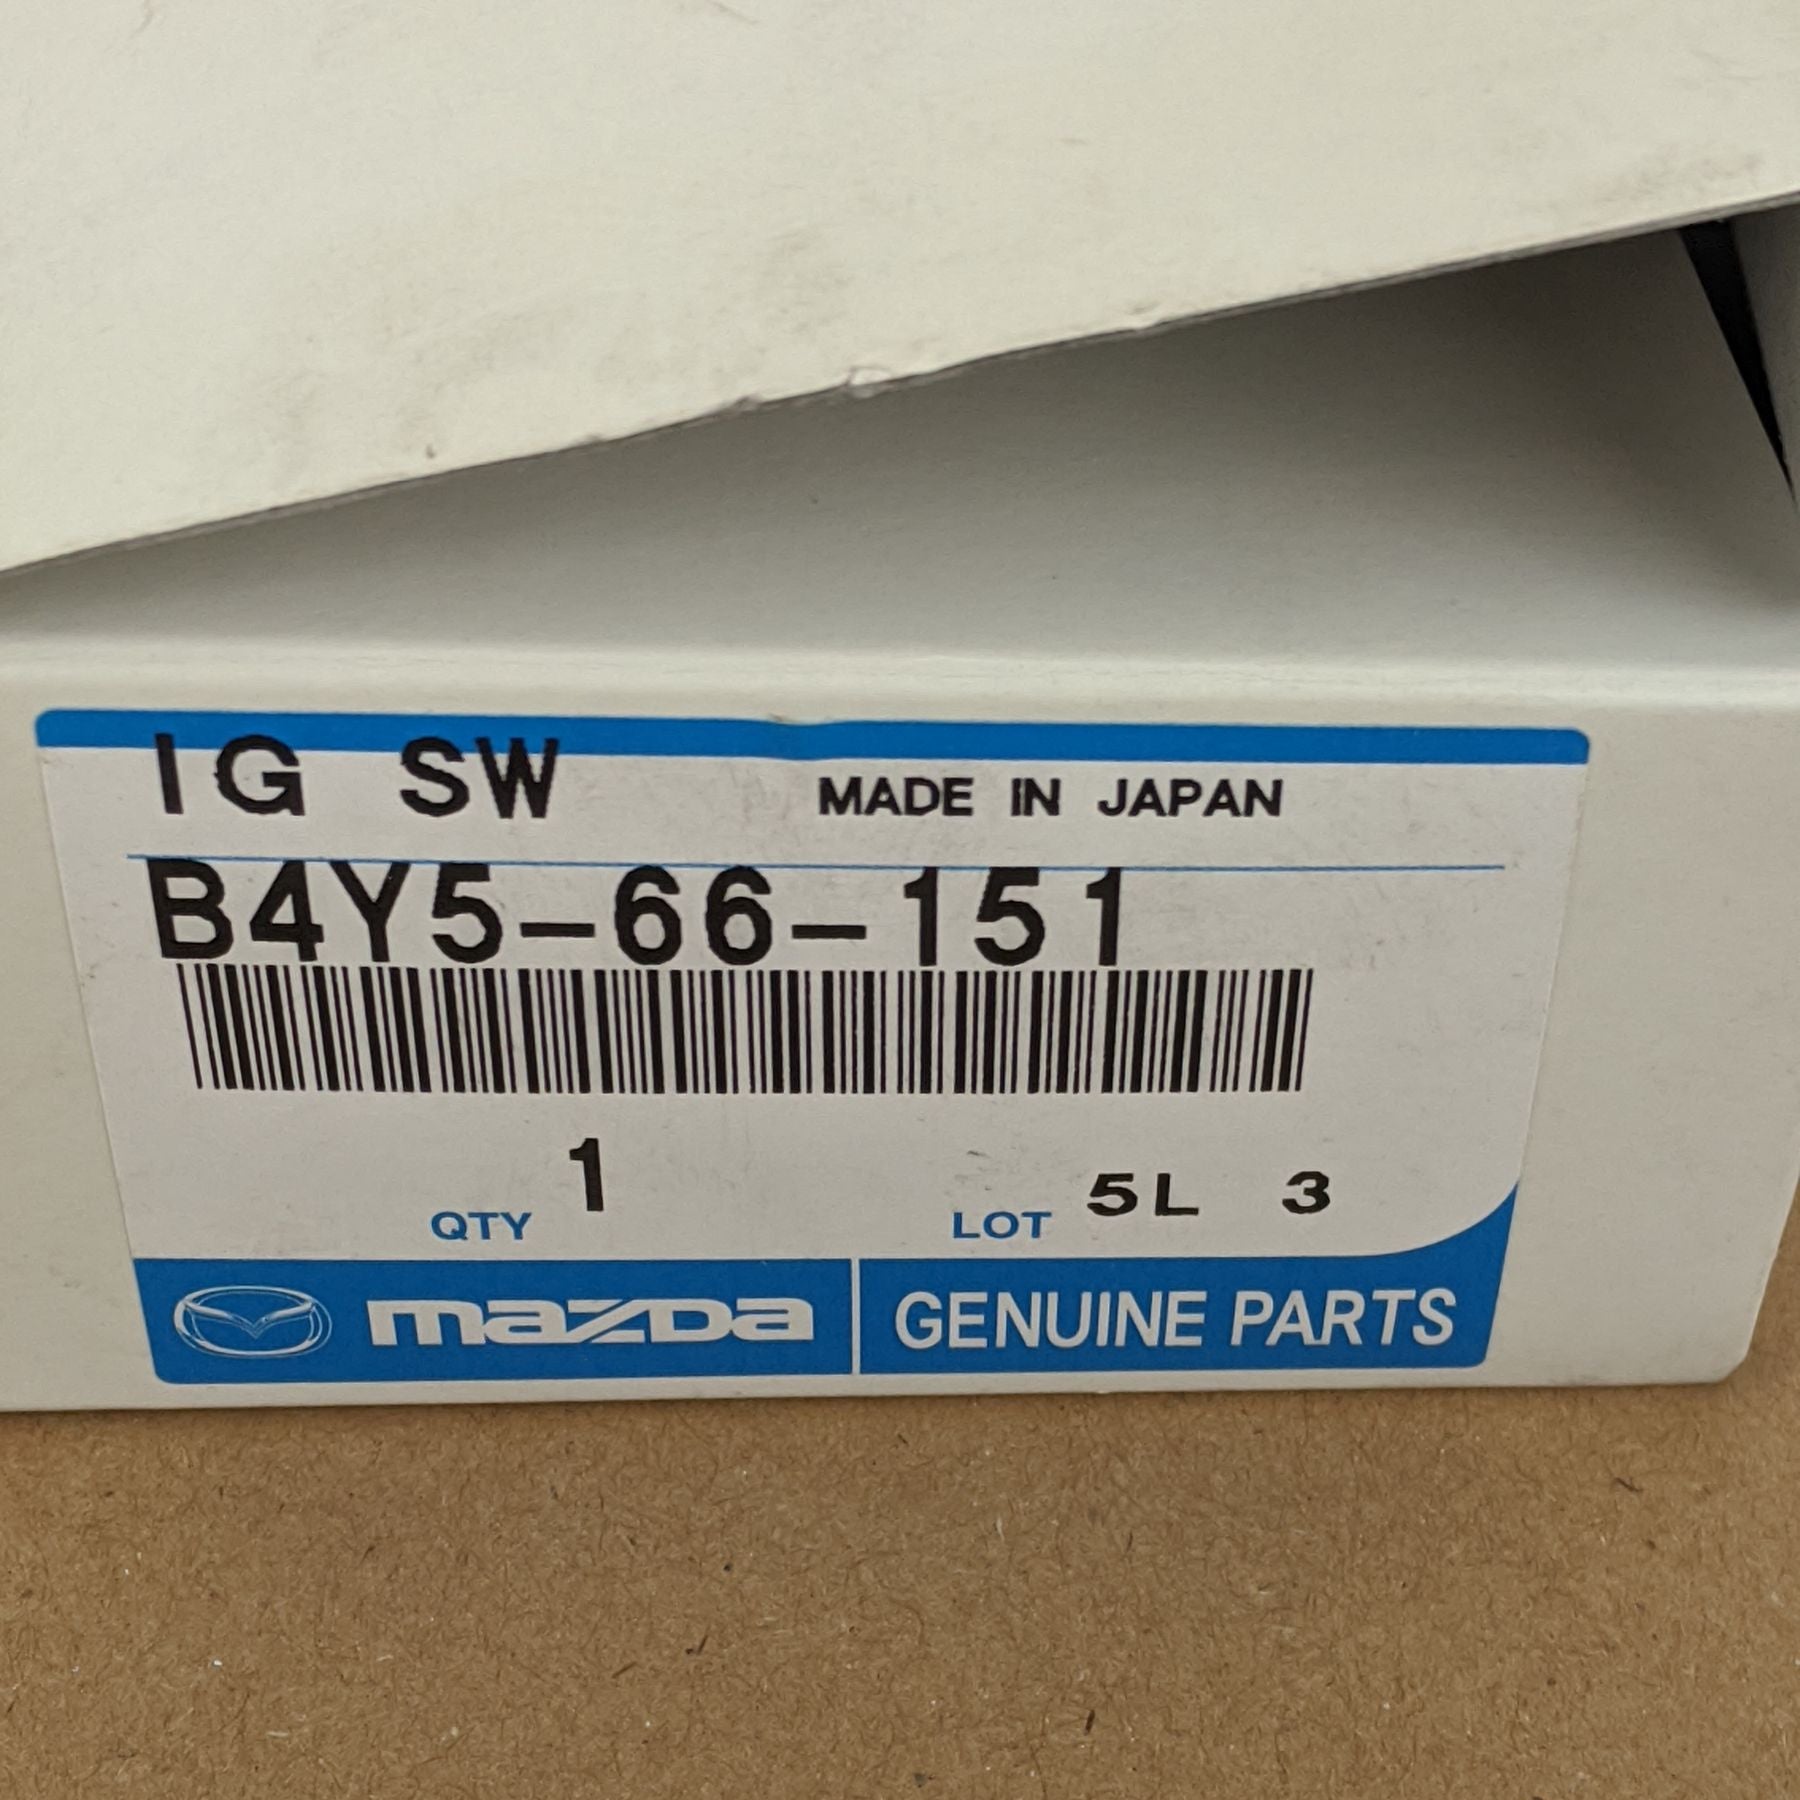 IG SW MADE IN JAPAN
B4Y5-66-151
QTY 1 LOT 5L 3
mazda GENUINE PARTS